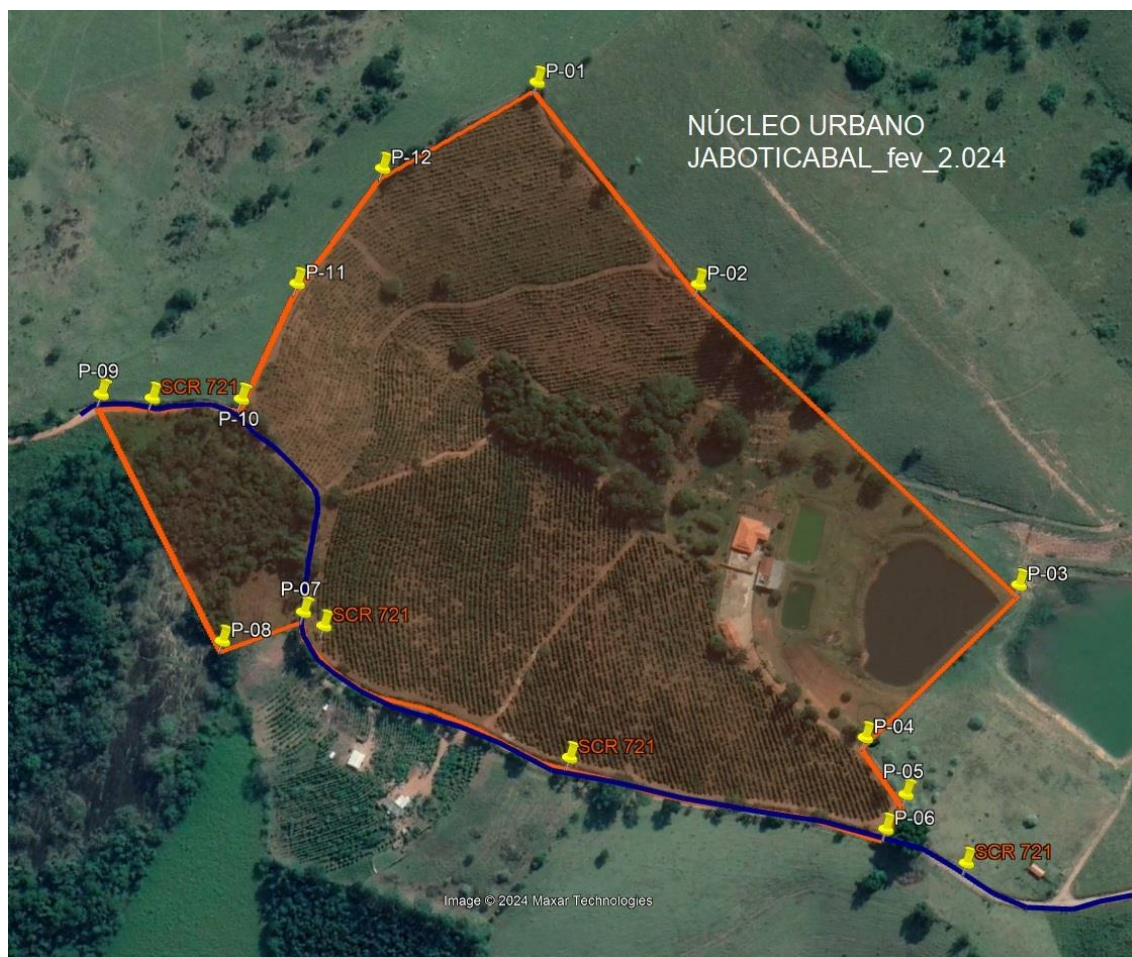 P-01
NÚCLEO URBANO
JABOTICABAL_fev_2.024
P-12
P-11
P-02
P-09
SCR 721
P-10
P-03
P-07
SCR 721
P-08
P-04
SCR 721
P-05
P-06
SCR 721
Image © 2024 Maxar Technologies